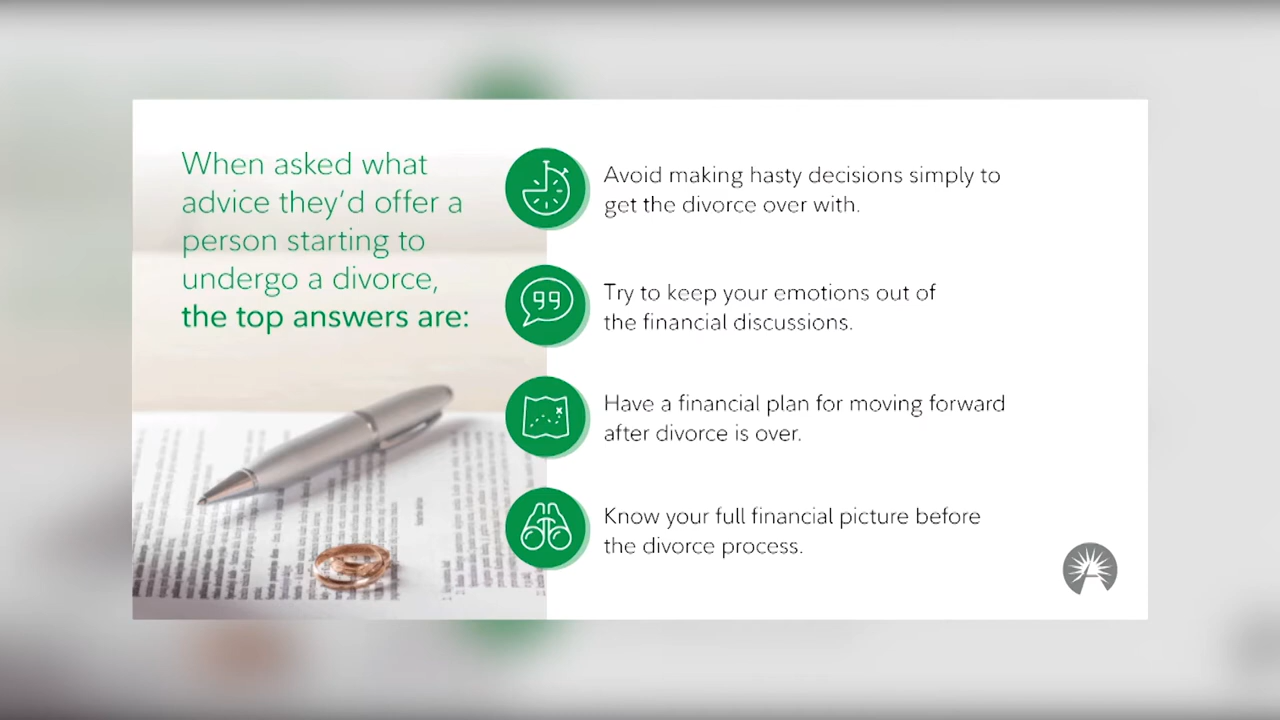 When asked what
advice they'd offer a
person starting to
undergo a divorce,
the top answers are:
Avoid making hasty decisions simply to
get the divorce over with.
Try to keep your emotions out of
the financial discussions.
Have a financial plan for moving forward
after divorce is over.
Know your full financial picture before
the divorce process.